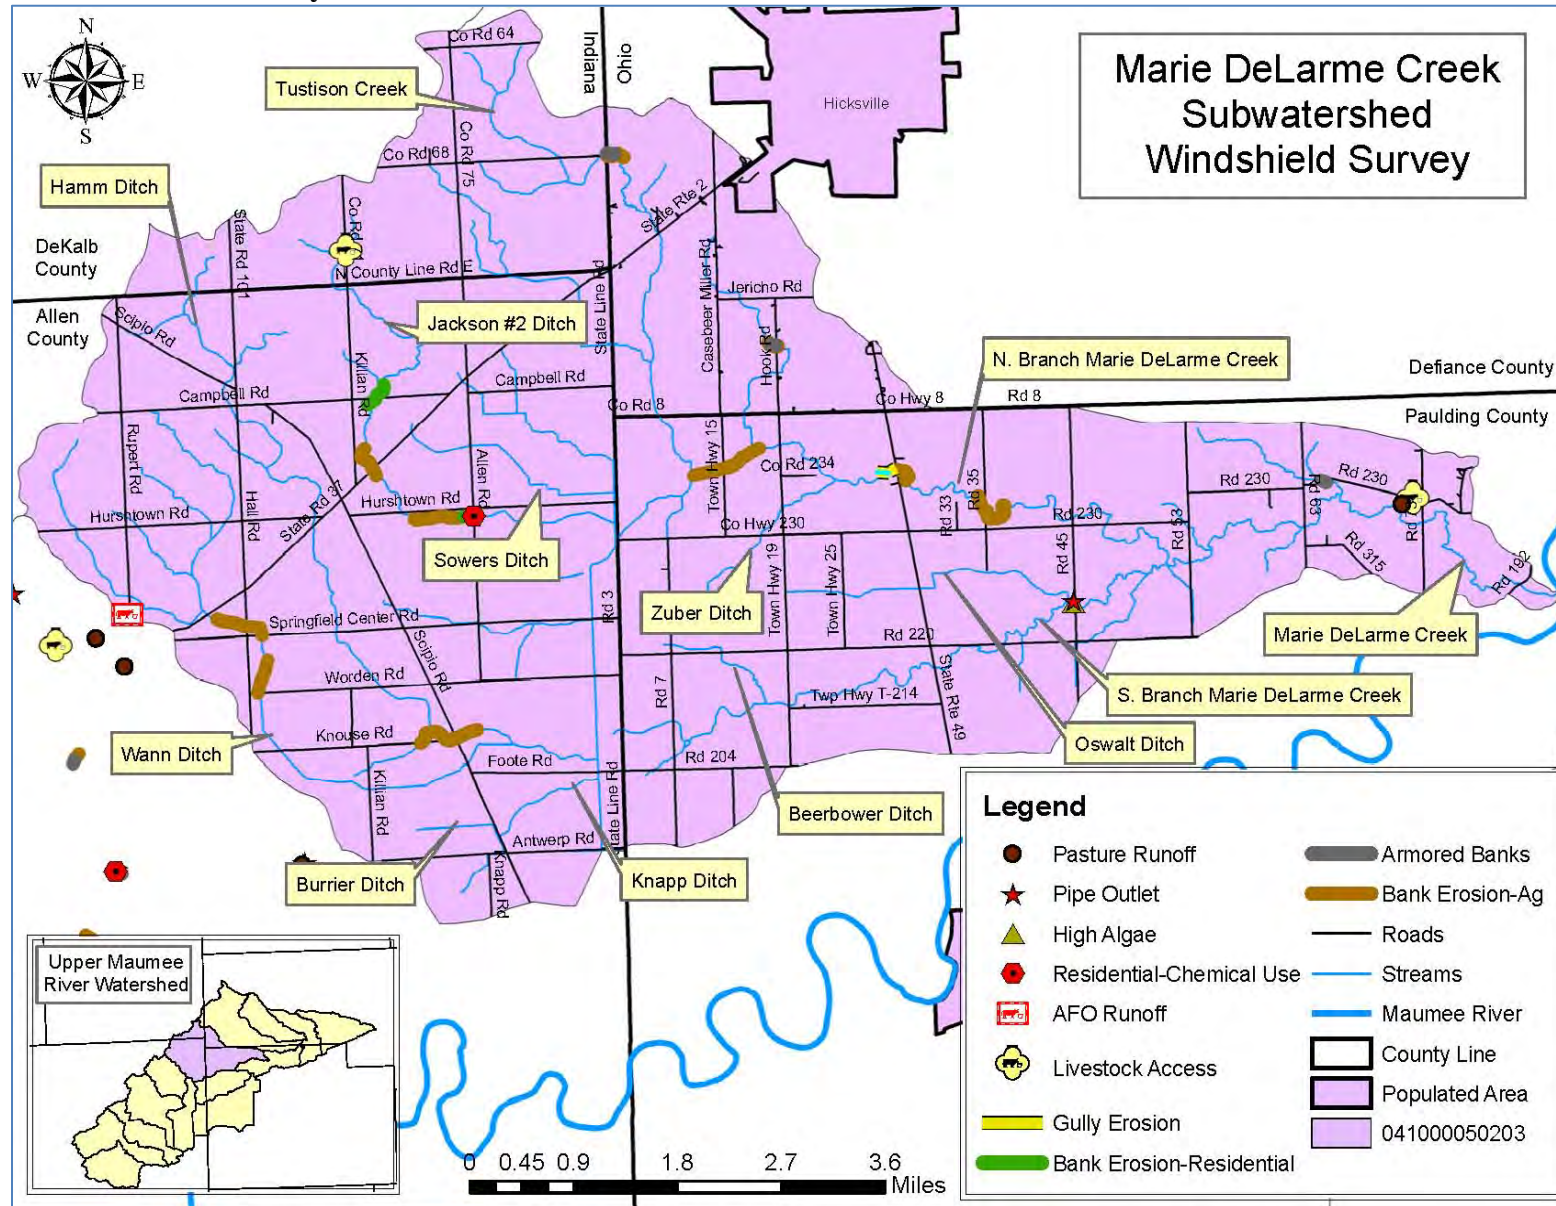 N
W
E
S
Marie DeLarme Creek
Subwatershed
Windshield Survey
Indiana
Ohio
Hicksville
Co Rd 64
Tustison Creek
Co Rd 68
Co Rd 75
State Rte 2
Hamm Ditch
State Rd 101
Co Rd
DeKalb
County
N County Line Rd E
State Line Rd
Casebeer Miller Rd
Jericho Rd
Allen
County
Scipio Rd
Jackson #2 Ditch
Hook Rd
N. Branch Marie DeLarme Creek
Killian Rd
Campbell Rd
Campbell Rd
Co Rd 8
Co Hwy 8
Rd 8
Defiance County
Paulding County
Rupert Rd
Hall Rd
State Rd 37
Allen Rd
Town Hwy 15
Co Rd 234
Rd 35
Rd 33
Rd 230
Rd 230
Rd 230
Hurshtown Rd
Hurshtown Rd
Co Hwy 230
Rd 45
Rd 53
Rd 63
Rd
Rd 315
Rd 192
Sowers Ditch
Zuber Ditch
Town Hwy 19
Town Hwy 25
Rd 3
Springfield Center Rd
Scipio Rd
Rd 220
Marie DeLarme Creek
Worden Rd
Rd 7
Twp Hwy T-214
State Rte 49
S. Branch Marie DeLarme Creek
Knouse Rd
Wann Ditch
Foote Rd
Rd 204
Oswalt Ditch
Killian Rd
State Line Rd
Beerbower Ditch
Antwerp Rd
Burrier Ditch
Knapp Rd
Knapp Ditch
Legend
Pasture Runoff
Pipe Outlet
High Algae
Residential-Chemical Use
AFO Runoff
Livestock Access
Gully Erosion
Bank Erosion-Residential
Armored Banks
Bank Erosion-Ag
Roads
Streams
Maumee River
County Line
Populated Area
041000050203
Upper Maumee
River Watershed
0 0.45 0.9 1.8 2.7 3.6
Miles